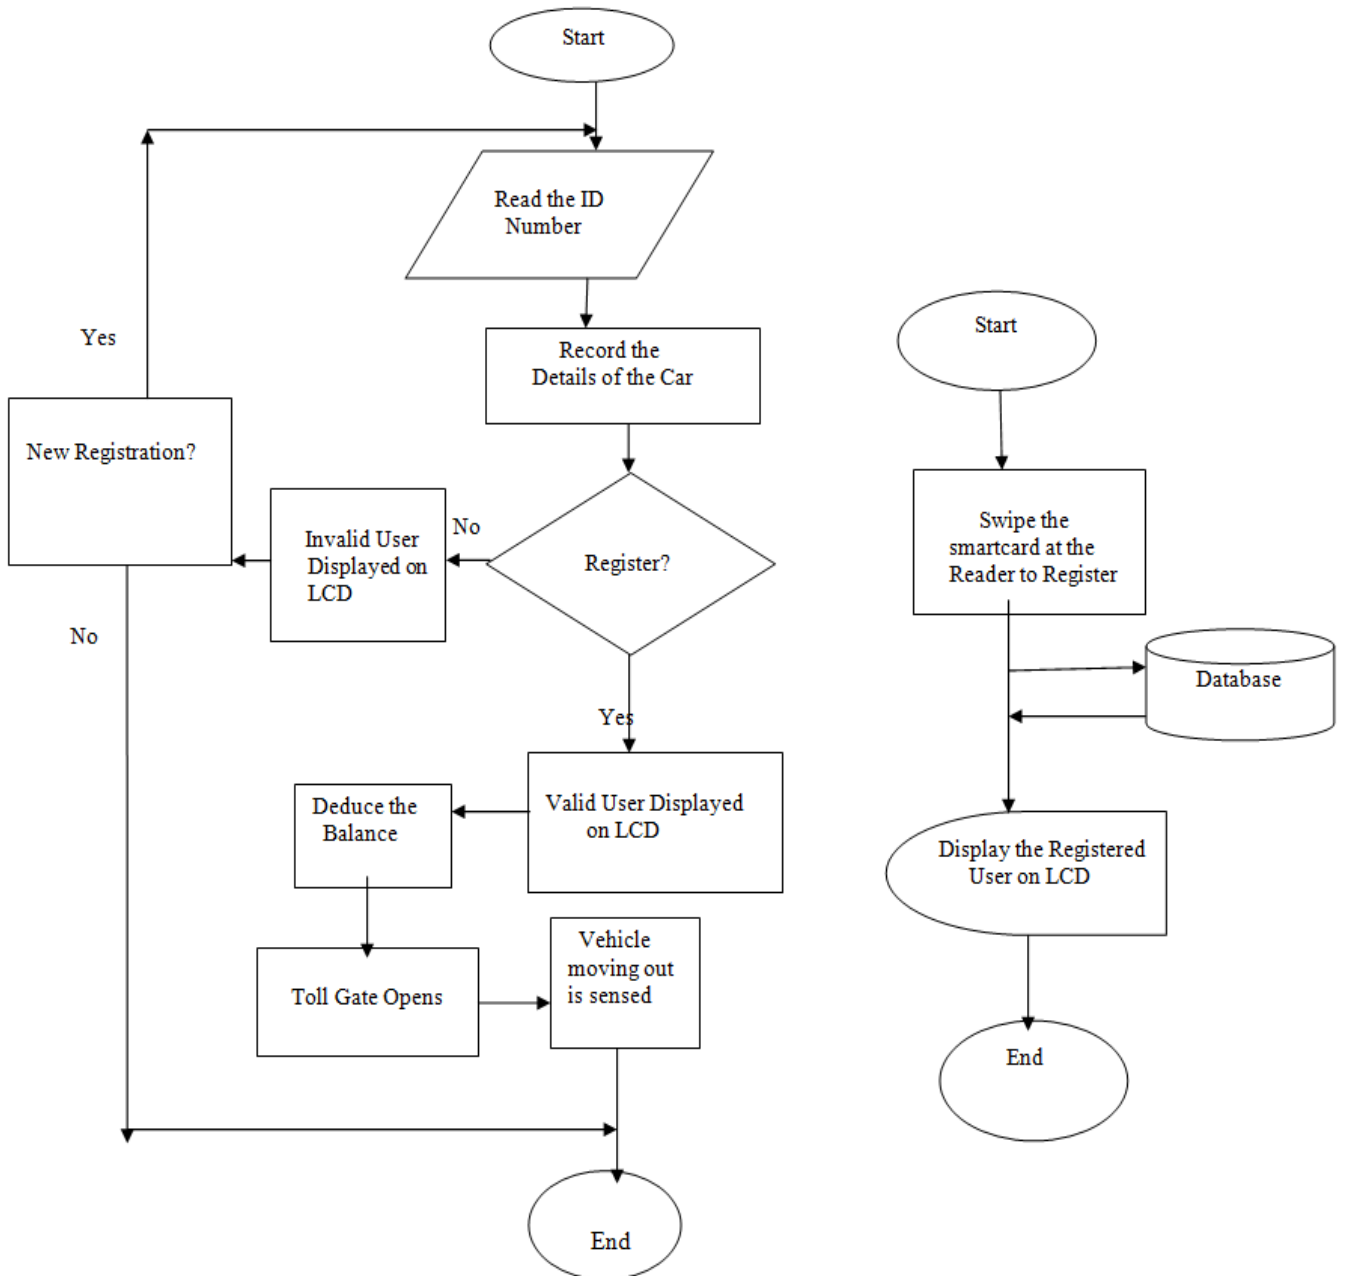 Start
Read the ID
Number
Yes
Record the
Details of the Car
New Registration?
No
Invalid User
Displayed on
LCD
Register?
No
Yes
Valid User Displayed
on LCD
Deduce the
Balance
Toll Gate Opens
Vehicle
moving out
is sensed
End
Start
Swipe the
smartcard at the
Reader to Register
Database
Display the Registered
User on LCD
End